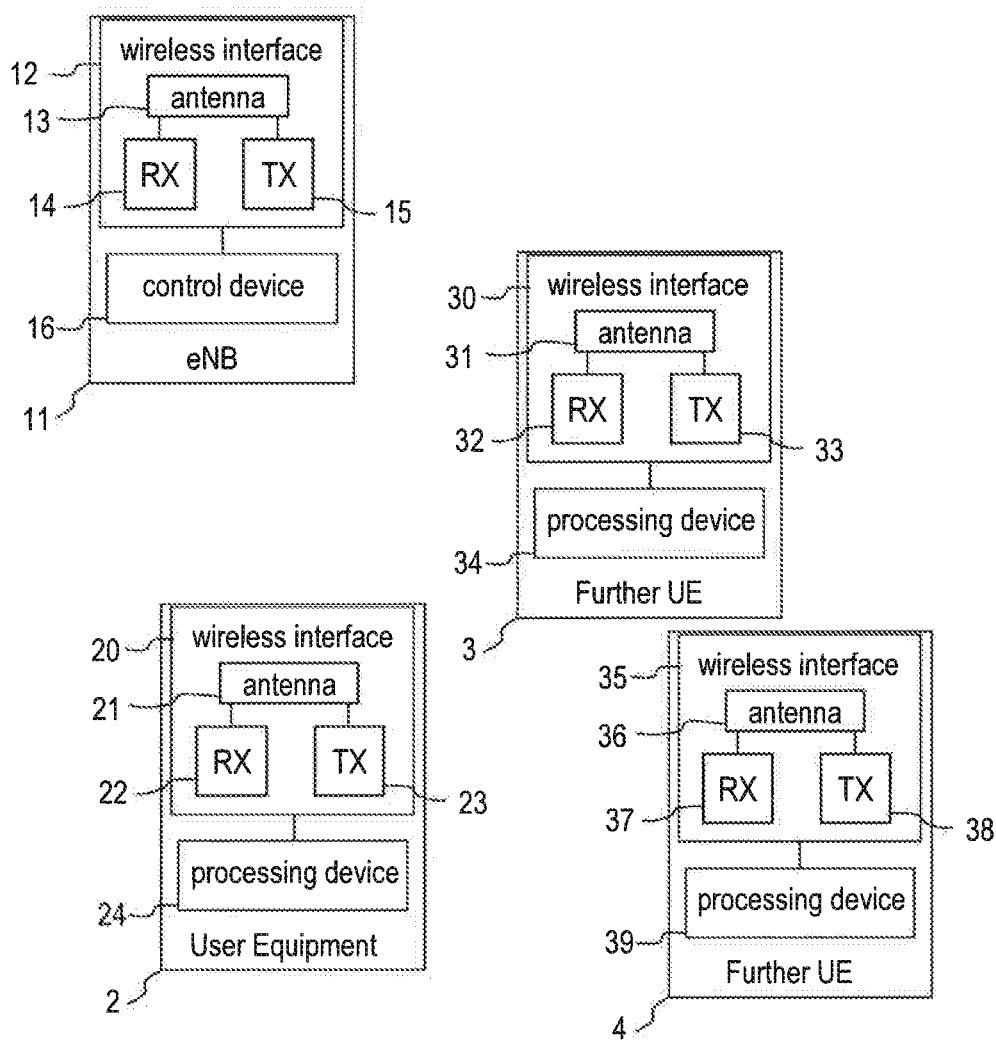 wireless interface
12
antenna
13
RX
TX
14
15
control device
16
eNB
11
wireless interface
30
antenna
31
RX
TX
32
33
processing device
34
Further UE
3
wireless interface
20
antenna
21
RX
TX
22
23
processing device
24
User Equipment
2
wireless interface
35
antenna
36
RX
TX
37
38
processing device
39
Further UE
4